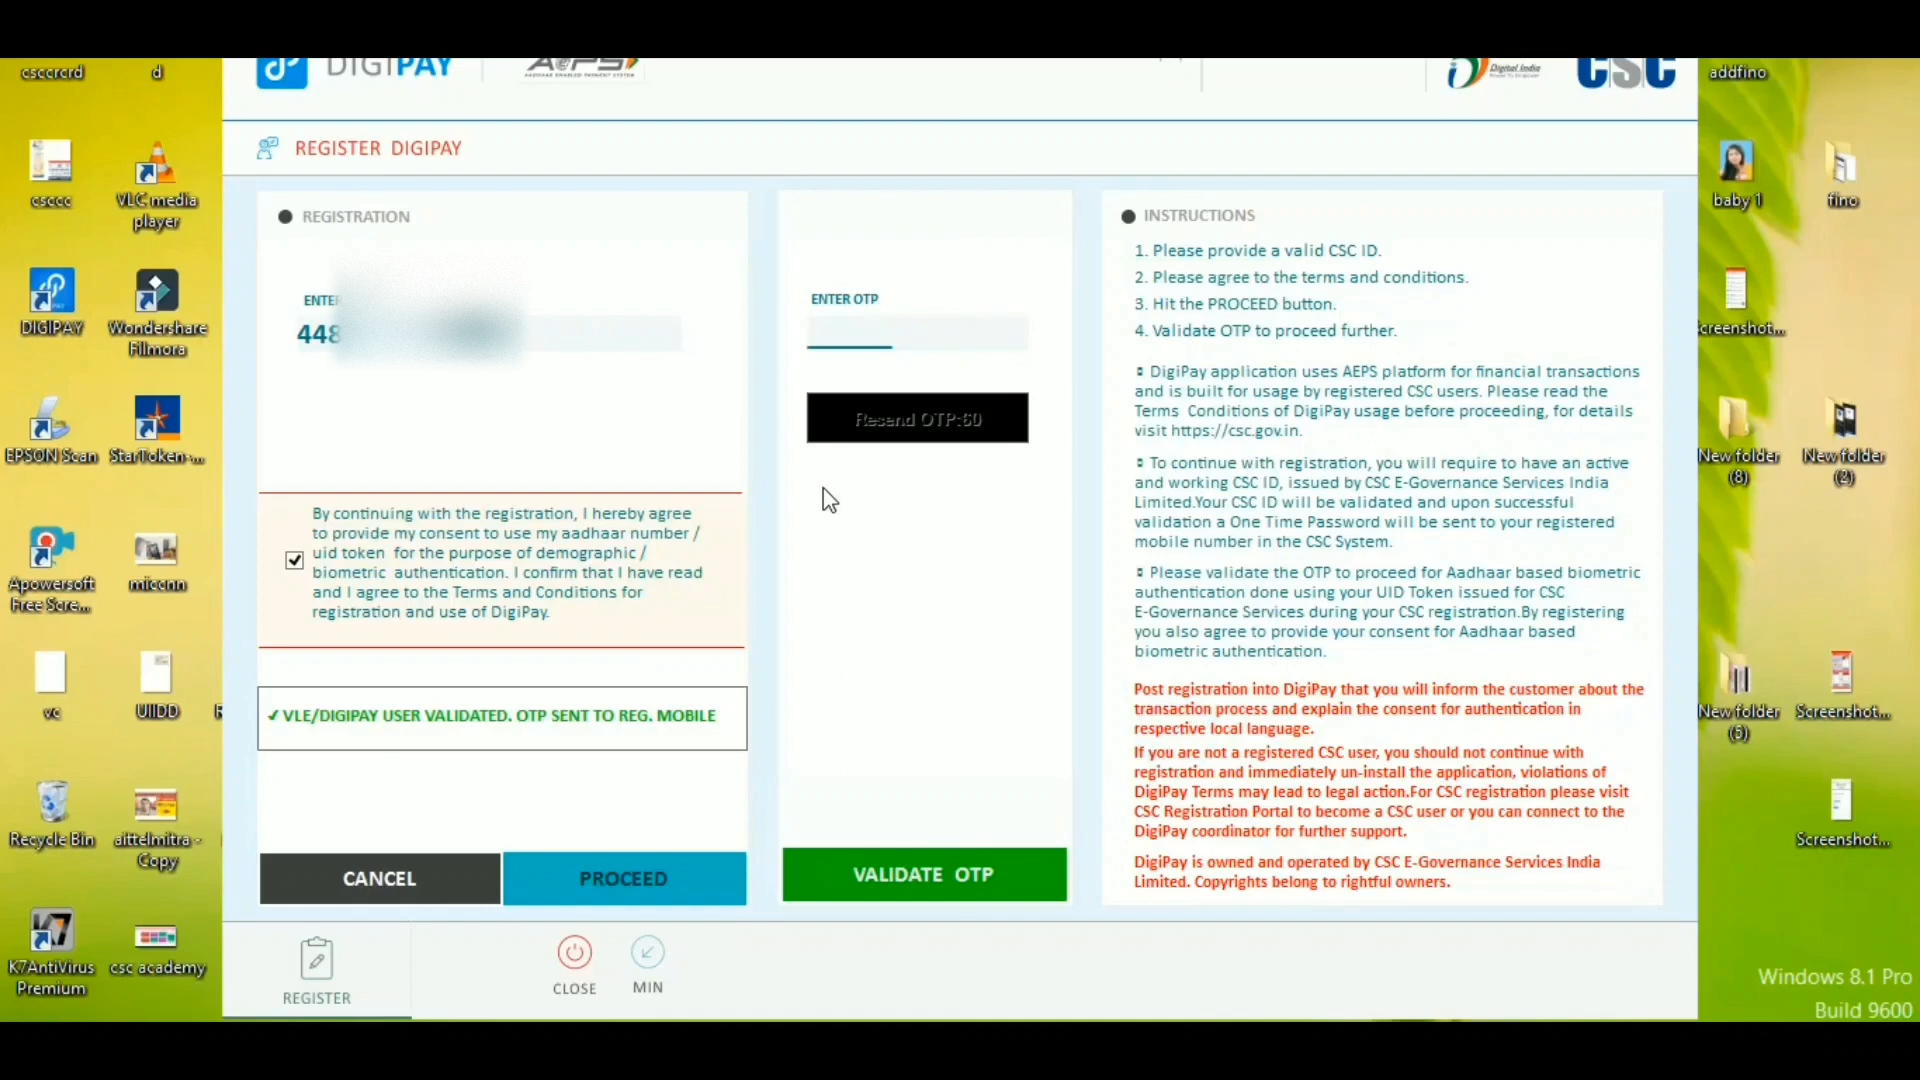 csccrcrd
d
DIGIPAY
AePS
AADHAAR ENABLED PAYMENT SYSTEM
Digital India
CSC
addfino
REGISTER DIGIPAY
csccc
VLC media
player
baby 1
fino
REGISTRATION
INSTRUCTIONS
1. Please provide a valid CSC ID.
2. Please agree to the terms and conditions.
3. Hit the PROCEED button.
4. Validate OTP to proceed further.
ENTER
448
ENTER OTP
Resend OTP:60
DIGIPAY
Wondershare
Filmora
EPSON Scan
StarToken-...
Apowersoft
Free Scre...
miccnn
vc
UIIDD
Recycle Bin
aittelmitra -
Copy
K7AntiVirus
Premium
csc academy
By continuing with the registration, I hereby agree
to provide my consent to use my aadhaar number /
uid token for the purpose of demographic /
biometric authentication. I confirm that I have read
and I agree to the Terms and Conditions for
registration and use of DigiPay.
✓ VLE/DIGIPAY USER VALIDATED. OTP SENT TO REG. MOBILE
CANCEL
PROCEED
VALIDATE OTP
DigiPay application uses AEPS platform for financial transactions
and is built for usage by registered CSC users. Please read the
Terms Conditions of DigiPay usage before proceeding, for details
visit https://csc.gov.in.
To continue with registration, you will require to have an active
and working CSC ID, issued by CSC E-Governance Services India
Limited.Your CSC ID will be validated and upon successful
validation a One Time Password will be sent to your registered
mobile number in the CSC System.
Please validate the OTP to proceed for Aadhaar based biometric
authentication done using your UID Token issued for CSC
E-Governance Services during your CSC registration.By registering
you also agree to provide your consent for Aadhaar based
biometric authentication.
Post registration into DigiPay that you will inform the customer about the
transaction process and explain the consent for authentication in
respective local language.
If you are not a registered CSC user, you should not continue with
registration and immediately un-install the application, violations of
DigiPay Terms may lead to legal action.For CSC registration please visit
CSC Registration Portal to become a CSC user or you can connect to the
DigiPay coordinator for further support.
DigiPay is owned and operated by CSC E-Governance Services India
Limited. Copyrights belong to rightful owners.
Screenshot...
New folder
(8)
New folder
(2)
New folder
(5)
Screenshot...
Screenshot...
REGISTER
CLOSE
MIN
Windows 8.1 Pro
Build 9600